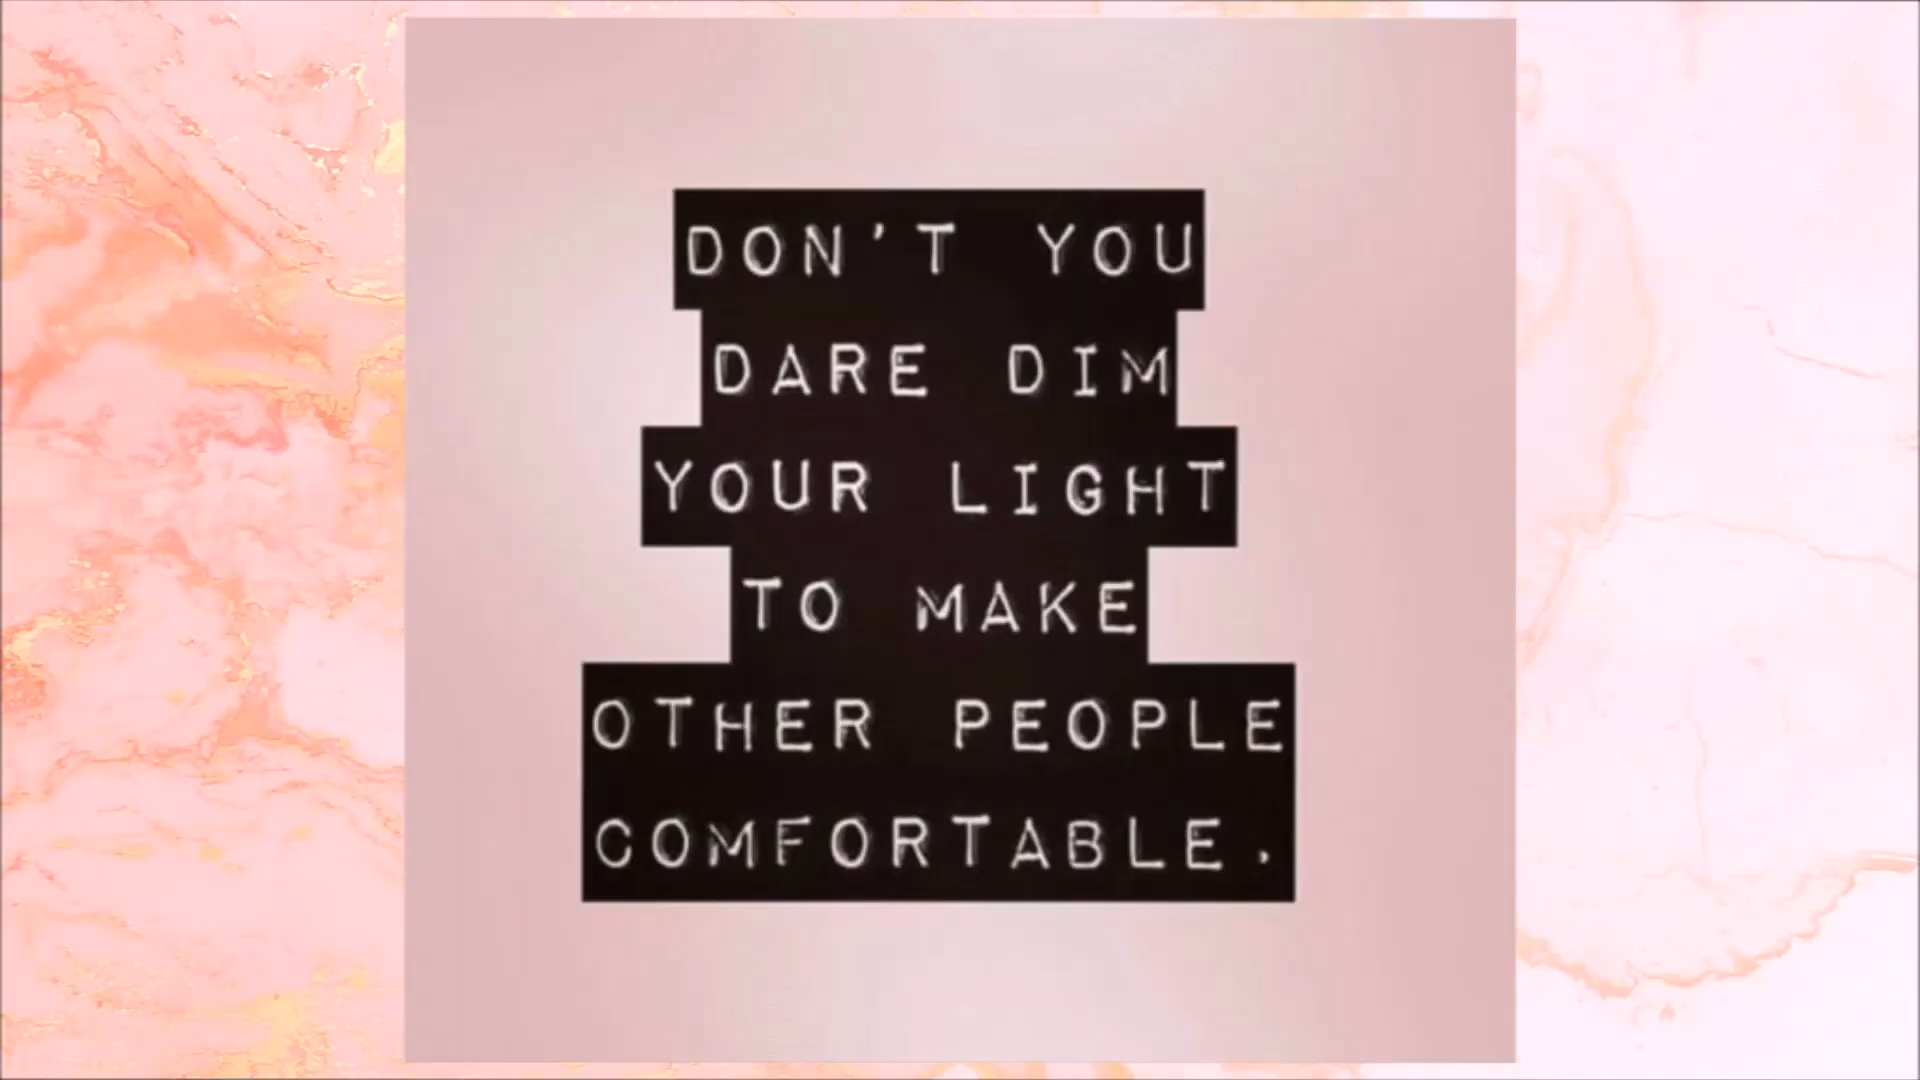 DON'T YOU
DARE DIM
YOUR LIGHT
TO MAKE
OTHER PEOPLE
COMFORTABLE.